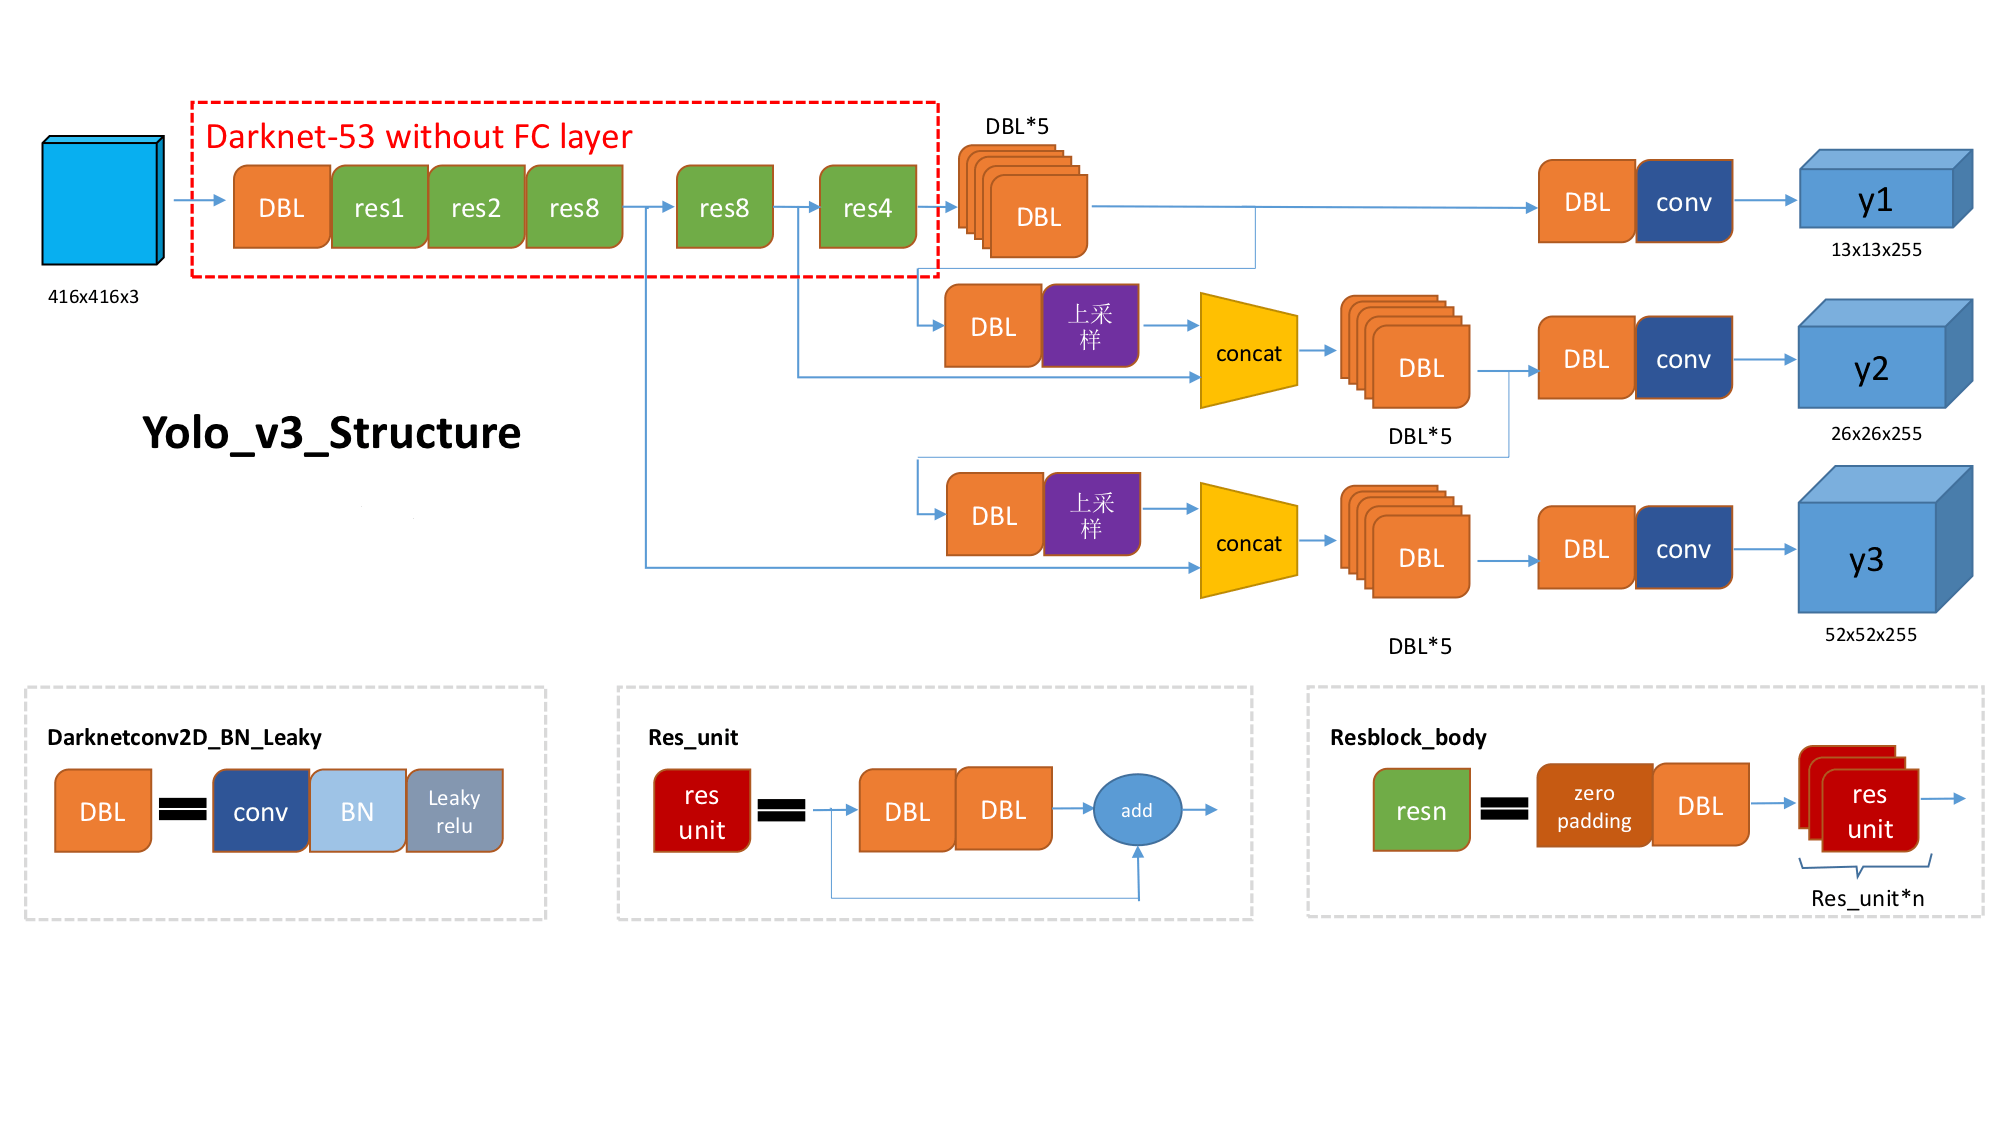 Darknet-53 without FC layer
DBL*5
DBL
res1
res2
res8
res8
res4
DBL
DBL
conv
y1
13x13x255
416x416x3
DBL
上采
样
concat
DBL
DBL*5
DBL
conv
y2
26x26x255
Yolo_v3_Structure
DBL
上采
样
concat
DBL
DBL*5
DBL
conv
y3
52x52x255
Darknetconv2D_BN_Leaky
DBL
conv
BN
Leaky
relu
Res_unit
res
unit
DBL
DBL
add
Resblock_body
resn
zero
padding
DBL
res
unit
Res_unit*n